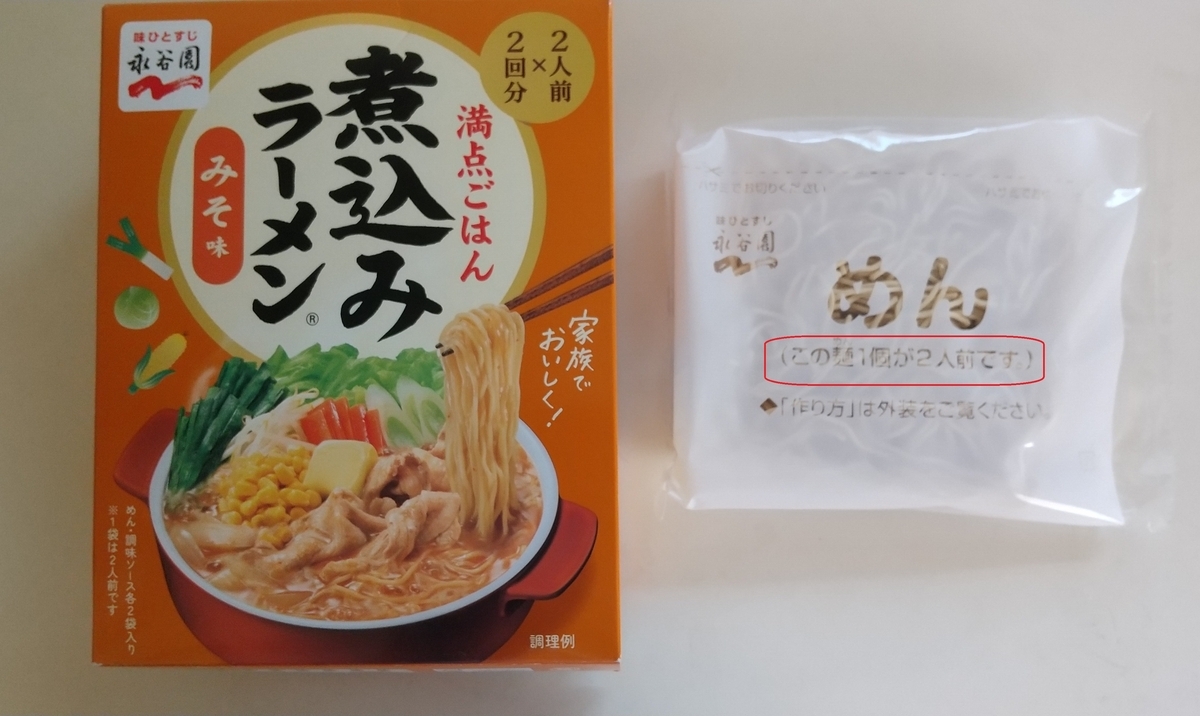 味ひとすじ
永谷園
2人前
×
2回分
満点ごはん
煮込み
ラーメン®
みそ味
家族で
おいしく!
めん・調味ソース各2袋入り
※1袋は2人前です
調理例
味ひとすじ
永谷園
めん
(この麺1個が2人前です。)
◆「作り方」は外装をご覧ください。